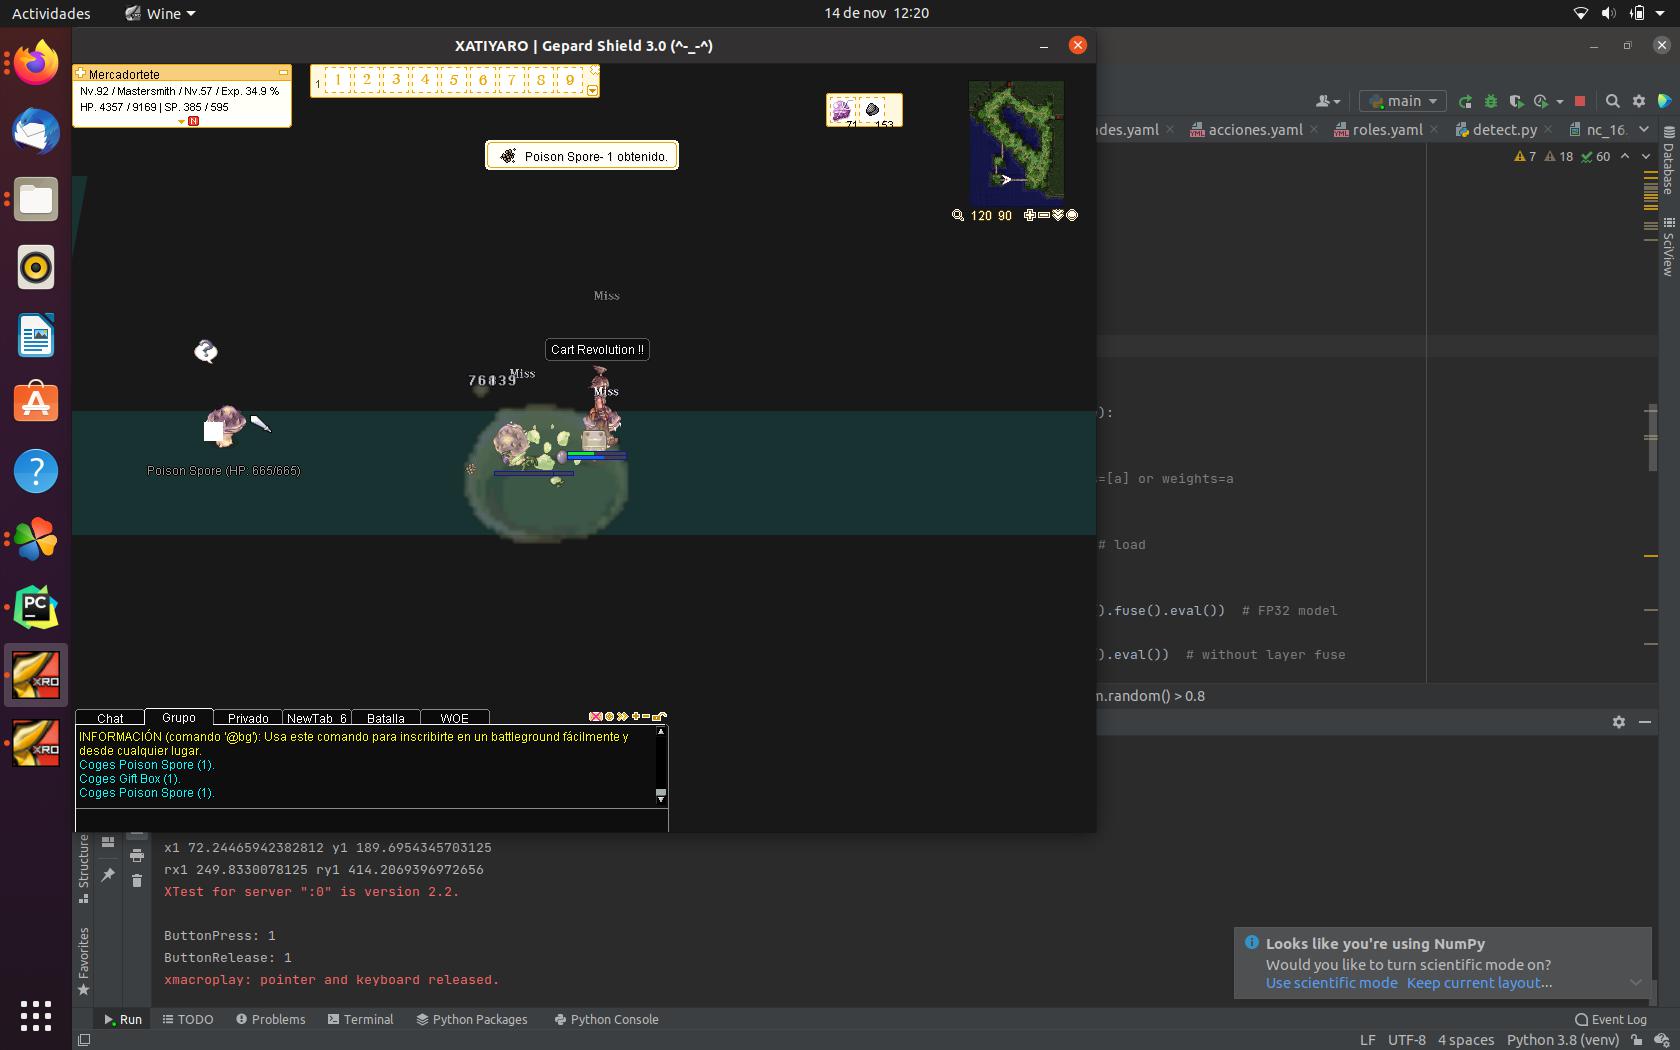 Actividades
Wine
14 de nov 12:20
XATIYARO | Gepard Shield 3.0 (^-_-^)
Mercadortete
Nv.92 / Mastersmith / Nv.57 / Exp. 34.9 %
HP. 4357 / 9169 | SP. 385 / 595
N
1 1 2 3 4 5 6 7 8 9
71 153
Poison Spore- 1 obtenido.
120 90
Miss
Cart Revolution !!
Miss
Miss
Poison Spore (HP: 665/665)
Chat Grupo Privado NewTab_6 Batalla WOE
INFORMACIÓN (comando '@bg'): Usa este comando para inscribirte en un battleground fácilmente y
desde cualquier lugar.
Coges Poison Spore (1).
Coges Gift Box (1).
Coges Poison Spore (1).
main
des.yaml acciones.yaml roles.yaml detect.py nc_16.
7 18 60
Database
SciView
):
=[a] or weights=a
# load
).fuse().eval()) # FP32 model
).eval()) # without layer fuse
m.random() > 0.8
PC
XRO
XRO
Structure
Favorites
x1 72.24465942382812 y1 189.6954345703125
rx1 249.8330078125 ry1 414.2069396972656
XTest for server ":0" is version 2.2.
ButtonPress: 1
ButtonRelease: 1
xmacroplay: pointer and keyboard released.
Looks like you're using NumPy
Would you like to turn scientific mode on?
Use scientific mode Keep current layout...
Run TODO Problems Terminal Python Packages Python Console
Event Log
LF UTF-8 4 spaces Python 3.8 (venv)